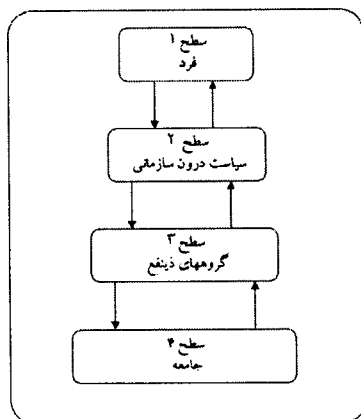 سطح ۱
فرد
سطح ۲
سیاست درون سازمانی
سطح ۳
گروههای ذینفع
سطح ۴
جامعه